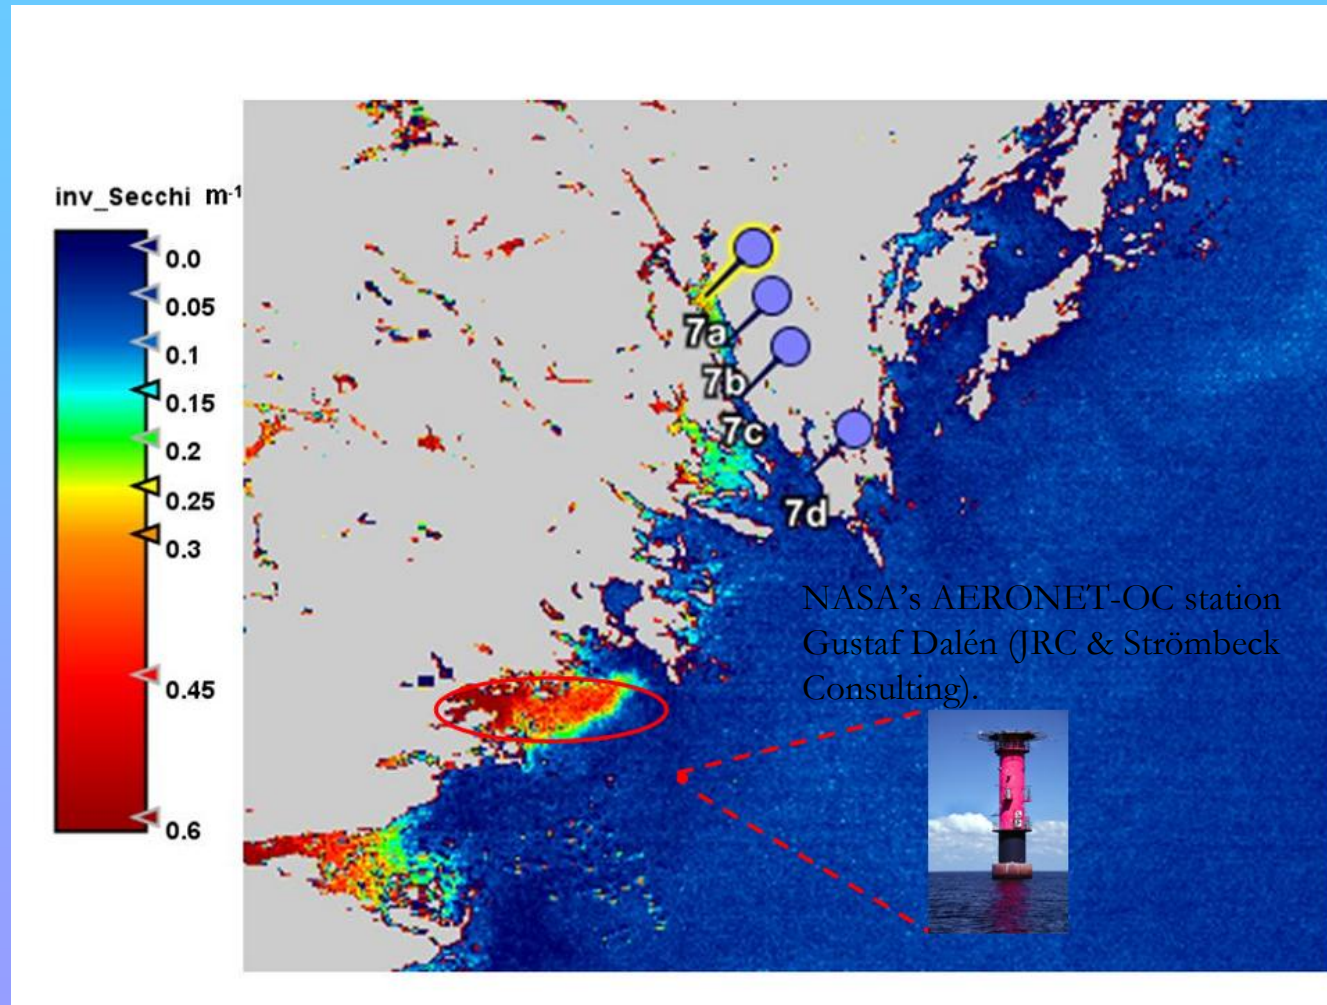 inv_Secchi m-1
0.0
0.05
0.1
0.15
0.2
0.25
0.3
0.45
0.6
7a
7b
7c
7d
NASA's AERONET-OC station
Gustaf Dalén (JRC & Strömbeck
Consulting).